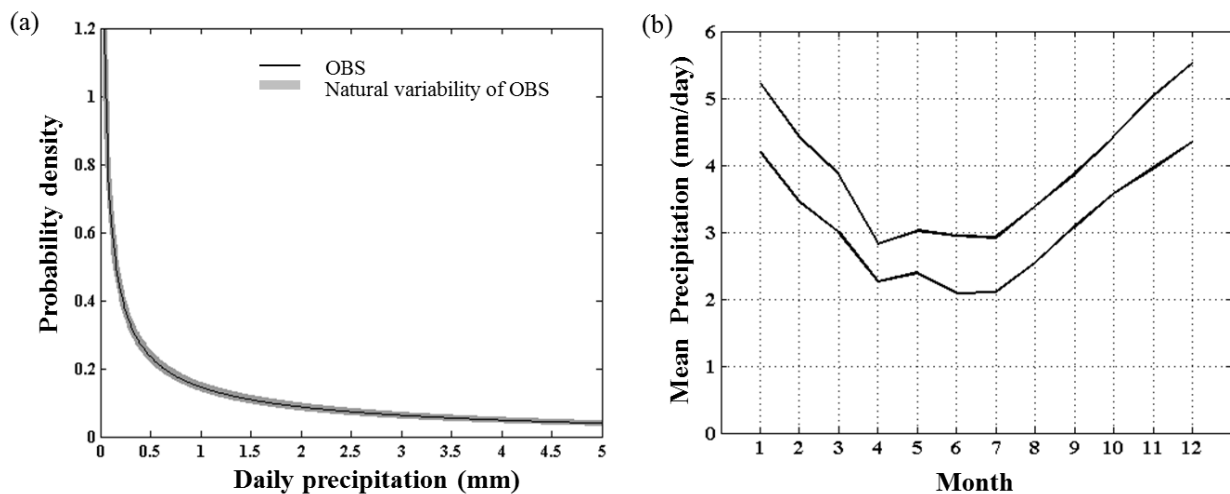 (a)
1.2
1
0.8
0.6
0.4
0.2
0
Probability density
OBS
Natural variability of OBS
0 0.5 1 1.5 2 2.5 3 3.5 4 4.5 5
Daily precipitation (mm)
(b)
6
5
4
3
2
1
0
Mean Precipitation (mm/day)
1 2 3 4 5 6 7 8 9 10 11 12
Month